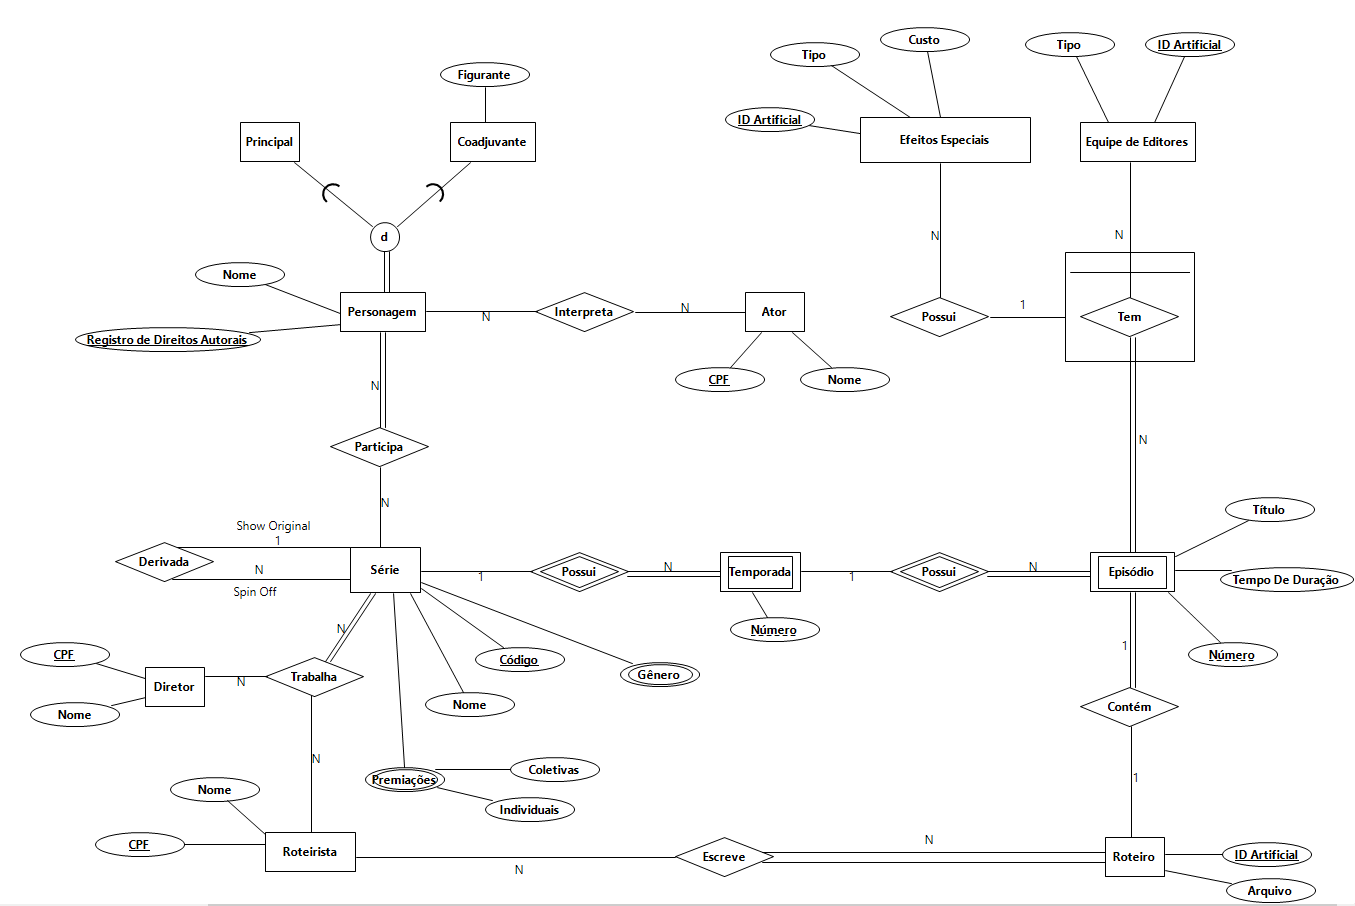 Custo
Tipo
ID Artificial
Tipo
Figurante
ID Artificial
Principal
Coadjuvante
Efeitos Especiais
Equipe de Editores
d
N
N
Nome
Personagem
Interpreta
Ator
N
N
1
Possui
Tem
Registro de Direitos Autorais
CPF
Nome
N
Participa
N
N
Título
Show Original
1
Derivada
N
Spin Off
Série
1
Possui
N
Temporada
1
Possui
N
Episódio
Tempo De Duração
N
Número
1
Número
CPF
Código
Gênero
Diretor
N
Trabalha
Nome
Nome
Contém
N
Premiações
Coletivas
Individuais
1
Nome
CPF
Roteirista
N
Escreve
N
Roteiro
ID Artificial
Arquivo